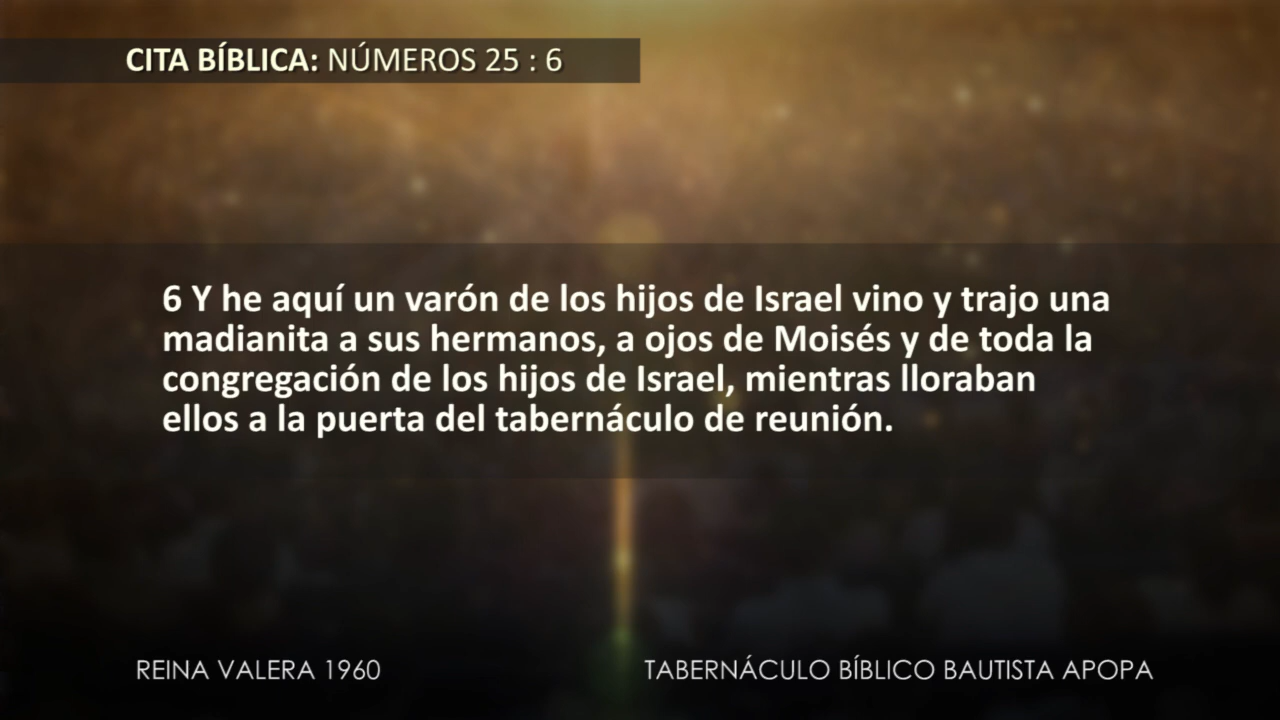 CITA BÍBLICA: NÚMEROS 25 : 6
6 Y he aquí un varón de los hijos de Israel vino y trajo una
madianita a sus hermanos, a ojos de Moisés y de toda la
congregación de los hijos de Israel, mientras lloraban
ellos a la puerta del tabernáculo de reunión.
REINA VALERA 1960
TABERNÁCULO BÍBLICO BAUTISTA APOPA